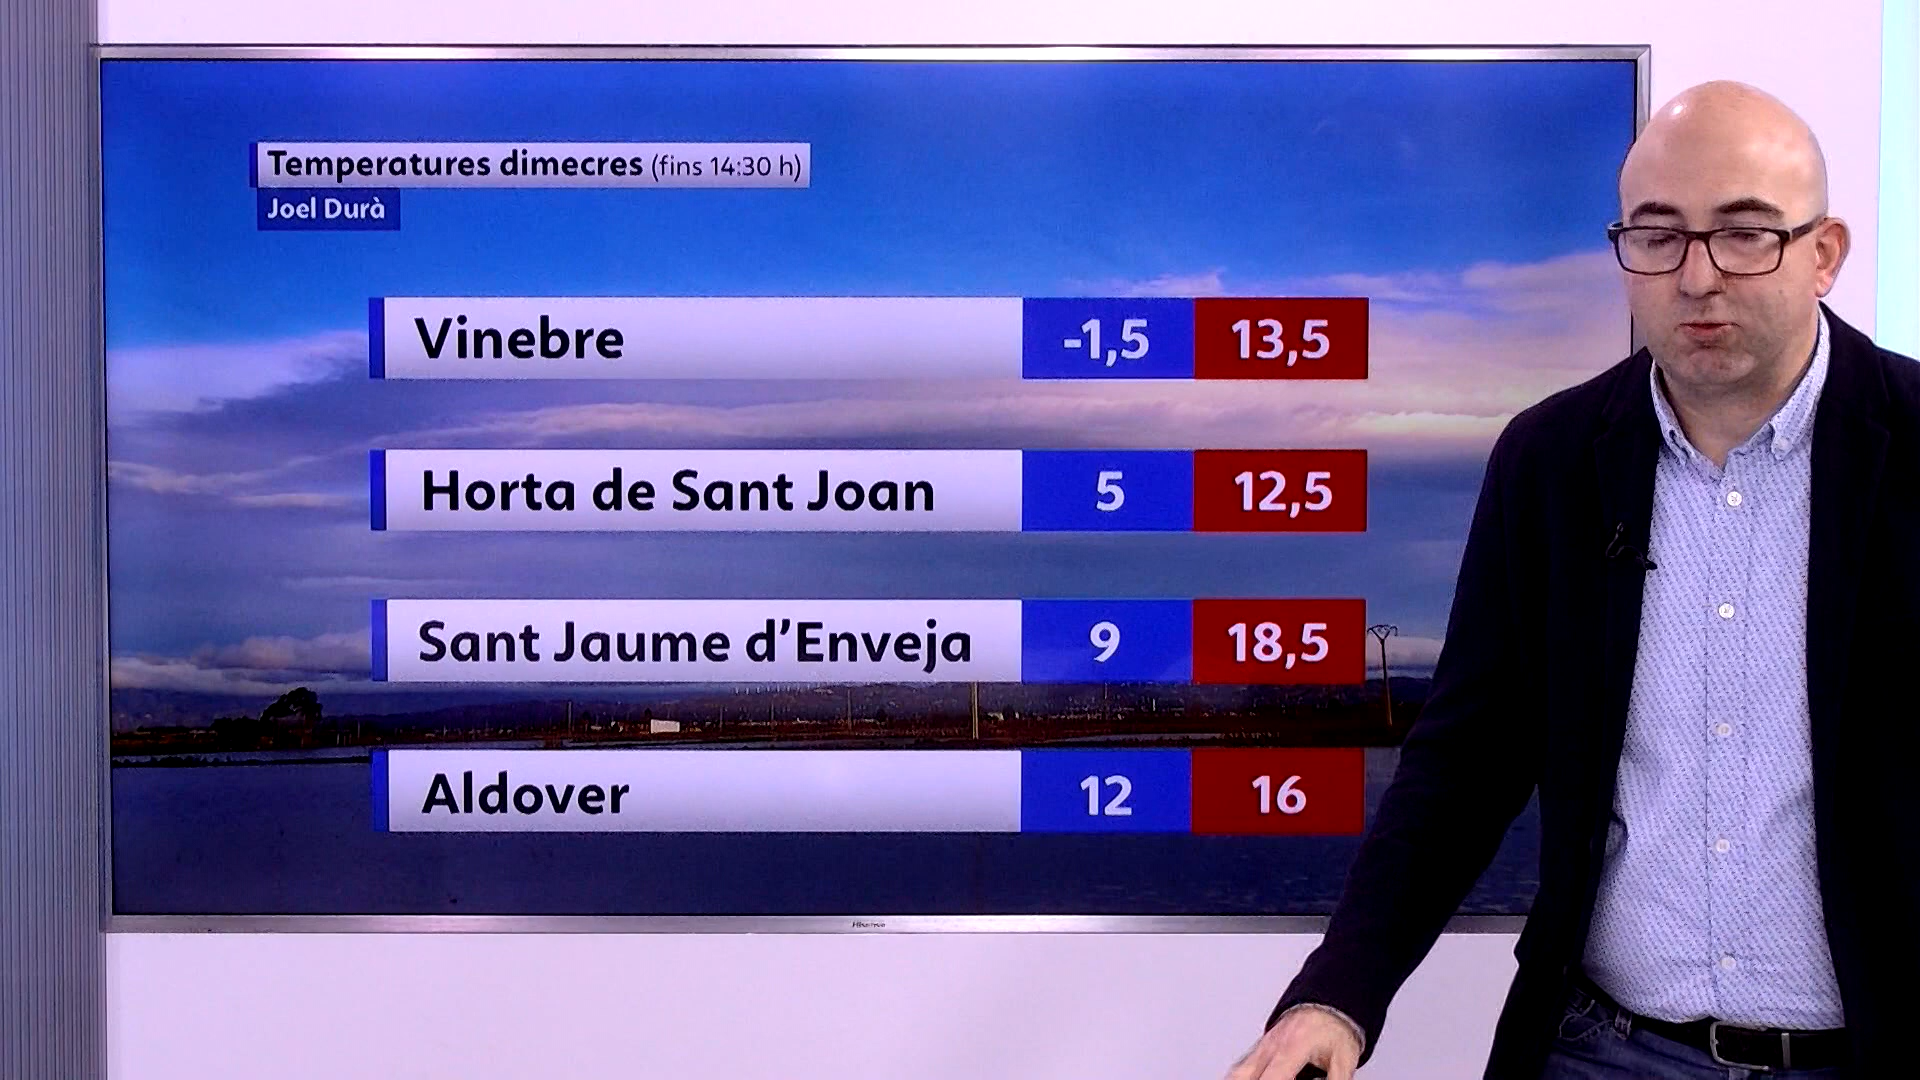 Temperatures dimecres (fins 14:30 h)
Joel Durà
Vinebre -1,5 13,5
Horta de Sant Joan 5 12,5
Sant Jaume d'Enveja 9 18,5
Aldover 12 16
Hisense